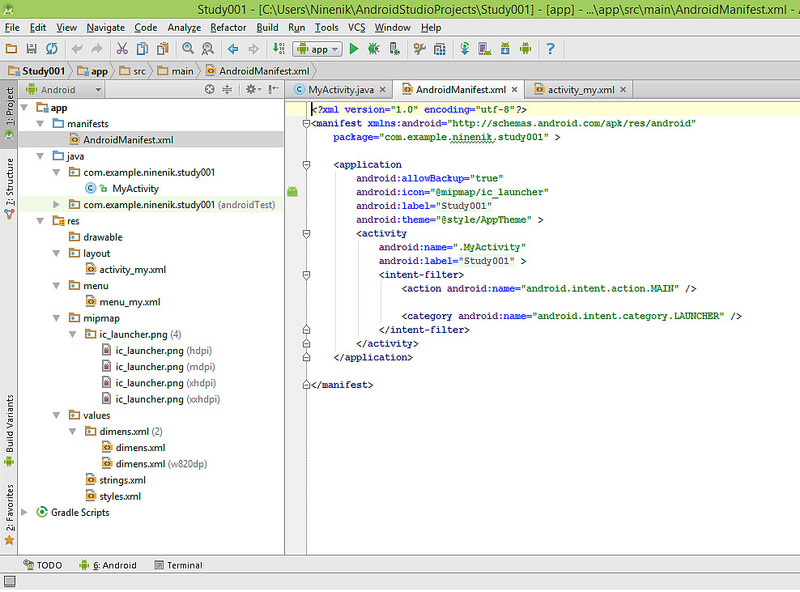 Study001 - [C:\Users\Ninenik\AndroidStudioProjects\Study001] - [app] - ...\app\src\main\AndroidManifest.xml - A
File Edit View Navigate Code Analyze Refactor Build Run Tools VCS Window Help
app
Study001 app src main AndroidManifest.xml
1: Project
Android
MyActivity.java AndroidManifest.xml activity_my.xml
app
manifests
AndroidManifest.xml
java
com.example.ninenik.study001
MyActivity
com.example.ninenik.study001 (androidTest)
res
drawable
layout
activity_my.xml
menu
menu_my.xml
mipmap
ic_launcher.png (4)
ic_launcher.png (hdpi)
ic_launcher.png (mdpi)
ic_launcher.png (xhdpi)
ic_launcher.png (xxhdpi)
values
dimens.xml (2)
dimens.xml
dimens.xml (w820dp)
strings.xml
styles.xml
Gradle Scripts
7: Structure
Build Variants
2: Favorites
<?xml version="1.0" encoding="utf-8"?>
<manifest xmlns:android="http://schemas.android.com/apk/res/android"
package="com.example.ninenik.study001" >
<application
android:allowBackup="true"
android:icon="@mipmap/ic_launcher"
android:label="Study001"
android:theme="@style/AppTheme" >
<activity
android:name=".MyActivity"
android:label="Study001" >
<intent-filter>
<action android:name="android.intent.action.MAIN" />
<category android:name="android.intent.category.LAUNCHER" />
</intent-filter>
</activity>
</application>
</manifest>
TODO 6: Android Terminal